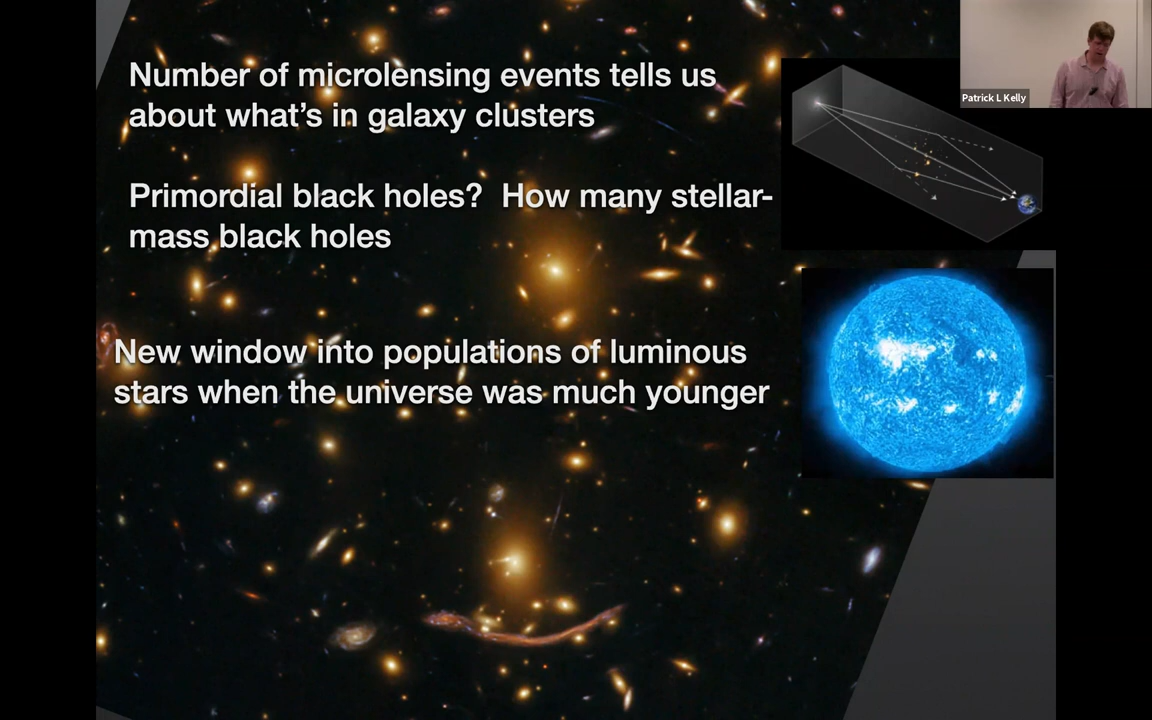 Number of microlensing events tells us
about what's in galaxy clusters
Primordial black holes?  How many stellar-
mass black holes
New window into populations of luminous
stars when the universe was much younger
Patrick L Kelly